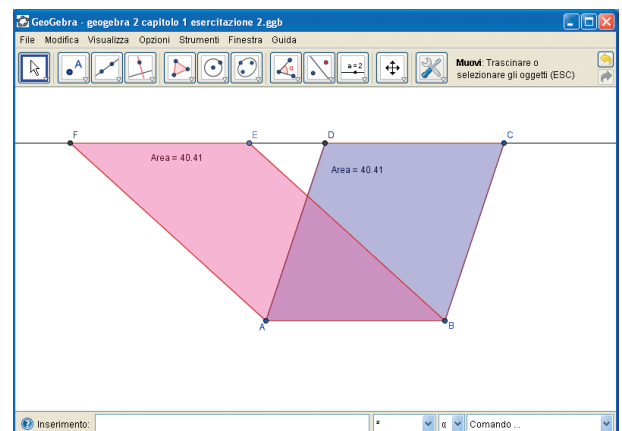 GeoGebra - geogebra 2 capitolo 1 esercitazione 2.ggb
File Modifica Visualizza Opzioni Strumenti Finestra Guida
A
α
a=2
Muovi: Trascinare o
selezionare gli oggetti (ESC)
F E D C
Area = 40.41
Area = 40.41
A B
Inserimento: ² α Comando ...